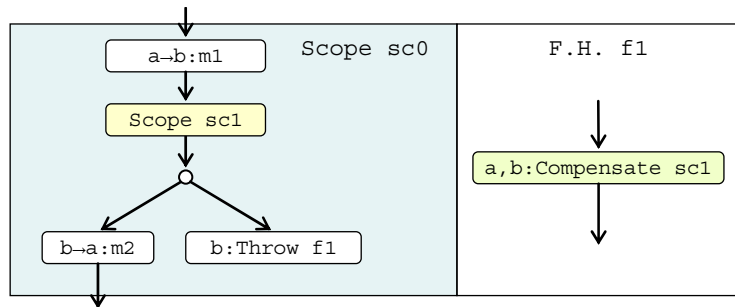 a→b:m1
Scope sc0
F.H. f1
Scope sc1
a,b:Compensate sc1
b→a:m2
b:Throw f1